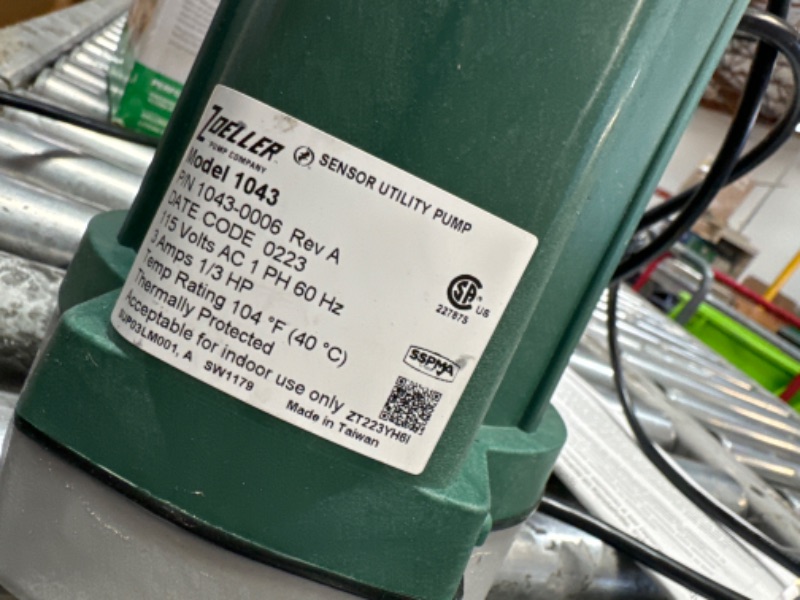 ZOELLER
PUMP COMPANY
SENSOR UTILITY PUMP
Model 1043
P/N 1043-0006 Rev A
DATE CODE 0223
115 Volts AC 1 PH 60 Hz
3 Amps 1/3 HP
Temp Rating 104 °F (40 °C)
Thermally Protected
Acceptable for indoor use only
SUP03LM001, A SW1179
Made in Taiwan
SA® US
227875
SSPMA
ZT223YH6I